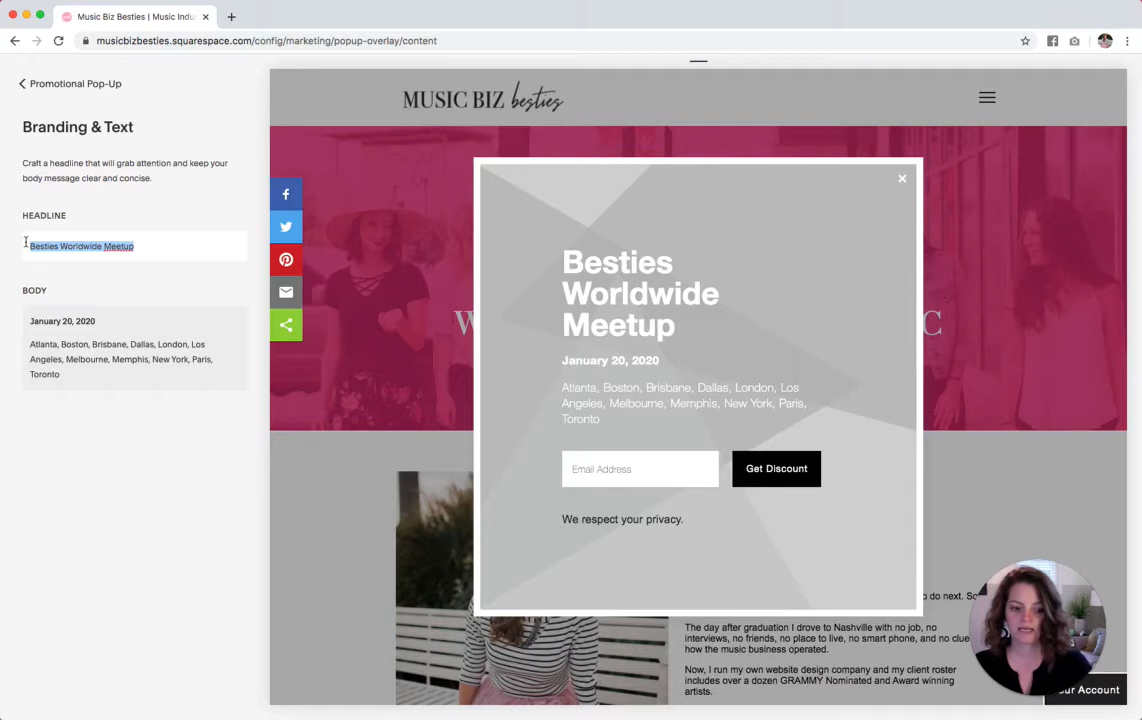 Music Biz Besties | Music Indu
musicbizbesties.squarespace.com/config/marketing/popup-overlay/content
Promotional Pop-Up
Branding & Text
Craft a headline that will grab attention and keep your
body message clear and concise.
HEADLINE
Besties Worldwide Meetup
BODY
January 20, 2020
Atlanta, Boston, Brisbane, Dallas, London, Los
Angeles, Melbourne, Memphis, New York, Paris,
Toronto
MUSIC BIZ besties
W
C
Besties
Worldwide
Meetup
January 20, 2020
Atlanta, Boston, Brisbane, Dallas, London, Los
Angeles, Melbourne, Memphis, New York, Paris,
Toronto
Email Address
Get Discount
We respect your privacy.
o do next. So
The day after graduation I drove to Nashville with no job, no
interviews, no friends, no place to live, no smart phone, and no clue
how the music business operated.
Now, I run my own website design company and my client roster
includes over a dozen GRAMMY Nominated and Award winning
artists.
our Account